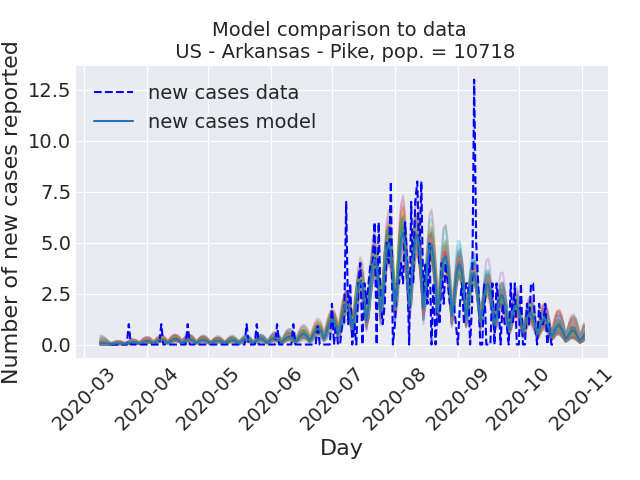 Model comparison to data
US - Arkansas - Pike, pop. = 10718
Number of new cases reported
12.5
10.0
7.5
5.0
2.5
0.0
new cases data
new cases model
2020-03
2020-04
2020-05
2020-06
2020-07
2020-08
2020-09
2020-10
2020-11
Day